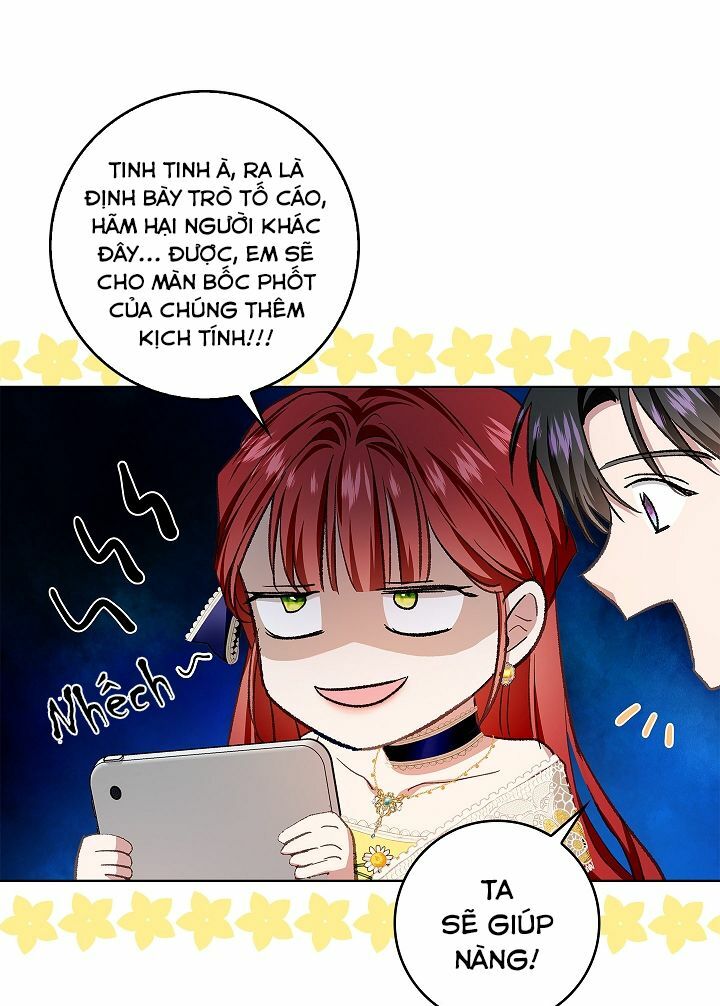 TINH TINH À, RA LÀ
ĐỊNH BÀY TRÒ TỐ CÁO,
HÃM HẠI NGƯỜI KHÁC
ĐÂY... ĐƯỢC, EM SẼ
CHO MÀN BỐC PHỐT
CỦA CHÚNG THÊM
KỊCH TÍNH!!!
Nhếch~
TA
SẼ GIÚP
NÀNG!